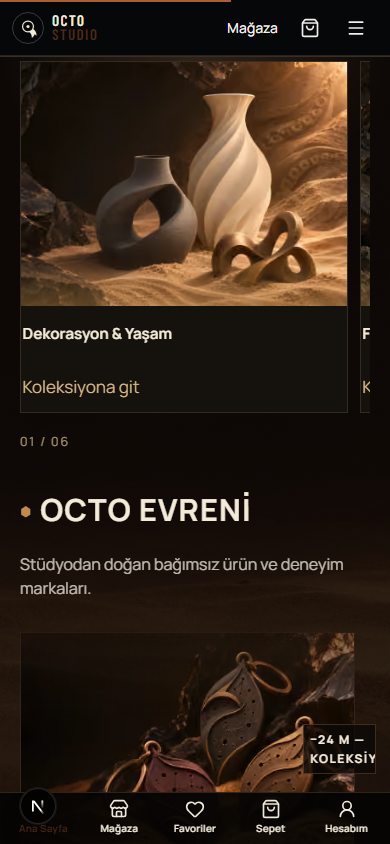 OCTO
STUDIO
Mağaza
Dekorasyon & Yaşam
F
Koleksiyona git
K
01 / 06
OCTO EVRENİ
Stüdyodan doğan bağımsız ürün ve deneyim
markaları.
−24 M —
KOLEKSİY
N
Ana Sayfa
Mağaza
Favoriler
Sepet
Hesabım